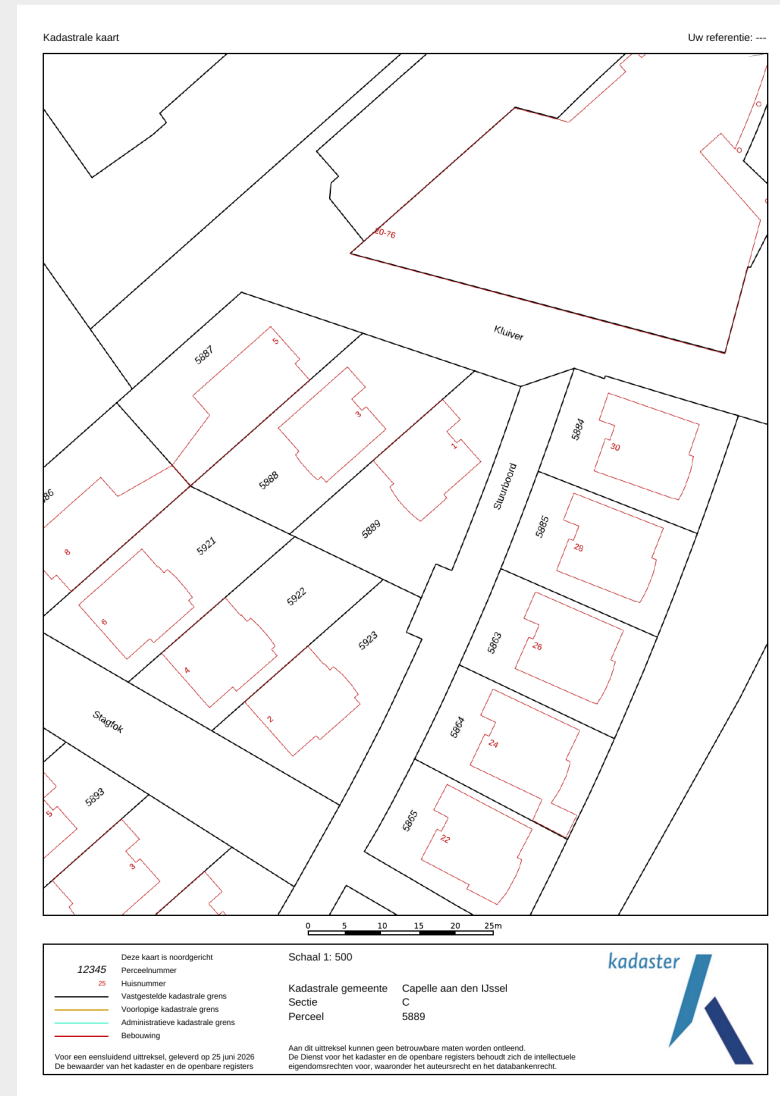 Kadastrale kaart
Uw referentie: ---
20-76
Kluiver
5887
5
3
1
5884
30
Stuurboord
5888
5889
5885
28
86
5921
8
6
5922
5923
5863
26
4
2
Stagfok
5864
24
5893
5
3
5865
22
0 5 10 15 20 25m
Deze kaart is noordgericht
12345 Perceelnummer
25 Huisnummer
Vastgestelde kadastrale grens
Voorlopige kadastrale grens
Administratieve kadastrale grens
Bebouwing
Voor een eensluidend uittreksel, geleverd op 25 juni 2026
De bewaarder van het kadaster en de openbare registers
Schaal 1: 500
Kadastrale gemeente Capelle aan den IJssel
Sectie C
Perceel 5889
Aan dit uittreksel kunnen geen betrouwbare maten worden ontleend.
De Dienst voor het kadaster en de openbare registers behoudt zich de intellectuele
eigendomsrechten voor, waaronder het auteursrecht en het databankenrecht.
kadaster